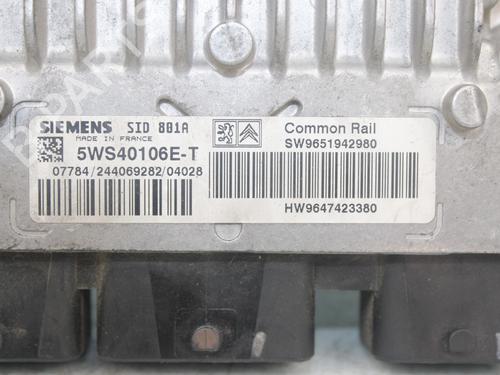 SIEMENS SID 801A
MADE IN FRANCE
5WS40106E-T
07784/244069282/04028
Common Rail
SW9651942980
HW9647423380